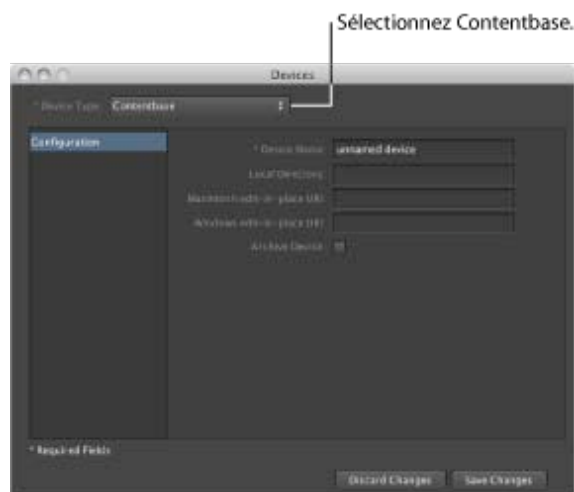 Sélectionnez Contentbase.
Devices
* Device Type: Contentbase
Configuration
* Device Name: unnamed device
Local Directory:
Macintosh edit-in-place URI:
Windows edit-in-place URI:
Archive Device:
* Required Fields
Discard Changes
Save Changes